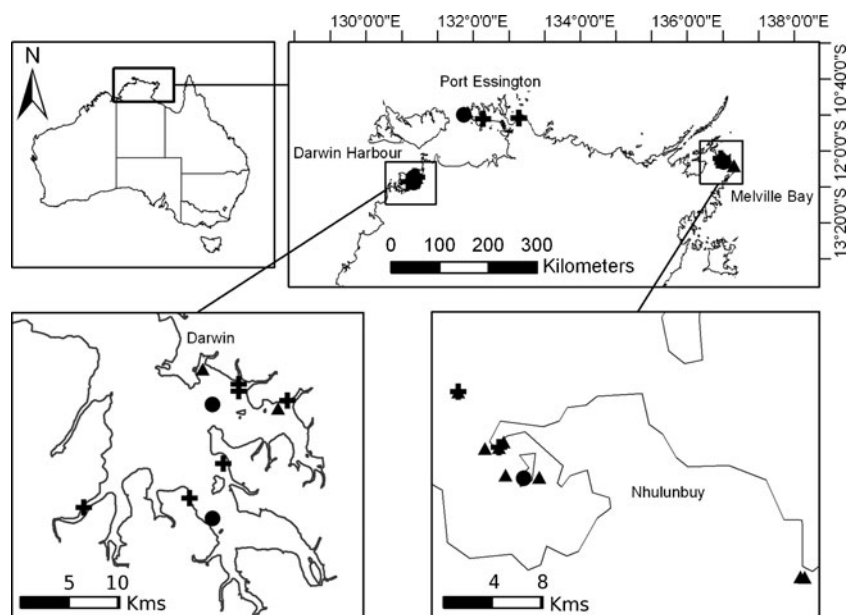 130°0'0"E 132°0'0"E 134°0'0"E 136°0'0"E 138°0'0"E
N
Port Essington
10°40'0"S
Darwin Harbour
12°0'0"S
Melville Bay
13°20'0"S
0 100 200 300
Kilometers
Darwin
Nhulunbuy
5 10
Kms
4 8
Kms